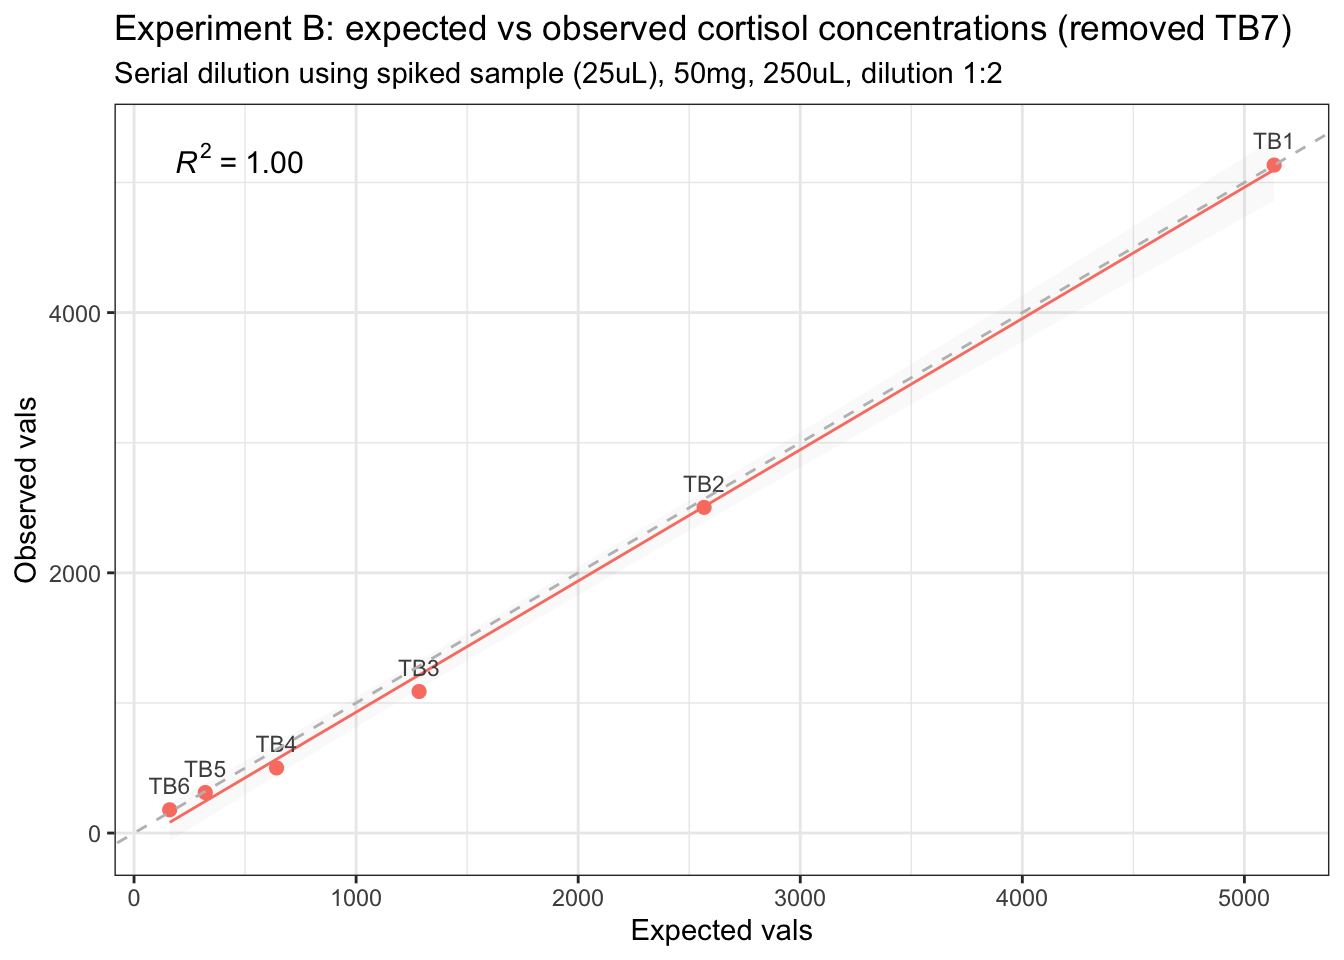 Experiment B: expected vs observed cortisol concentrations (removed TB7)
Serial dilution using spiked sample (25uL), 50mg, 250uL, dilution 1:2
R² = 1.00
TB1
TB2
TB3
TB4
TB5
TB6
4000
2000
0
Observed vals
0 1000 2000 3000 4000 5000
Expected vals